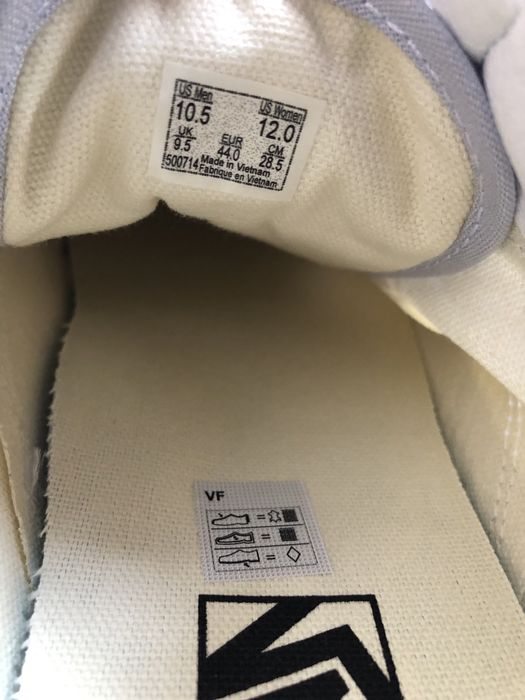 US Men US Women
10.5 12.0
UK EUR CM
9.5 44.0 28.5
500714 Made in Vietnam
Fabrique en Vietnam
VF
=
=
=